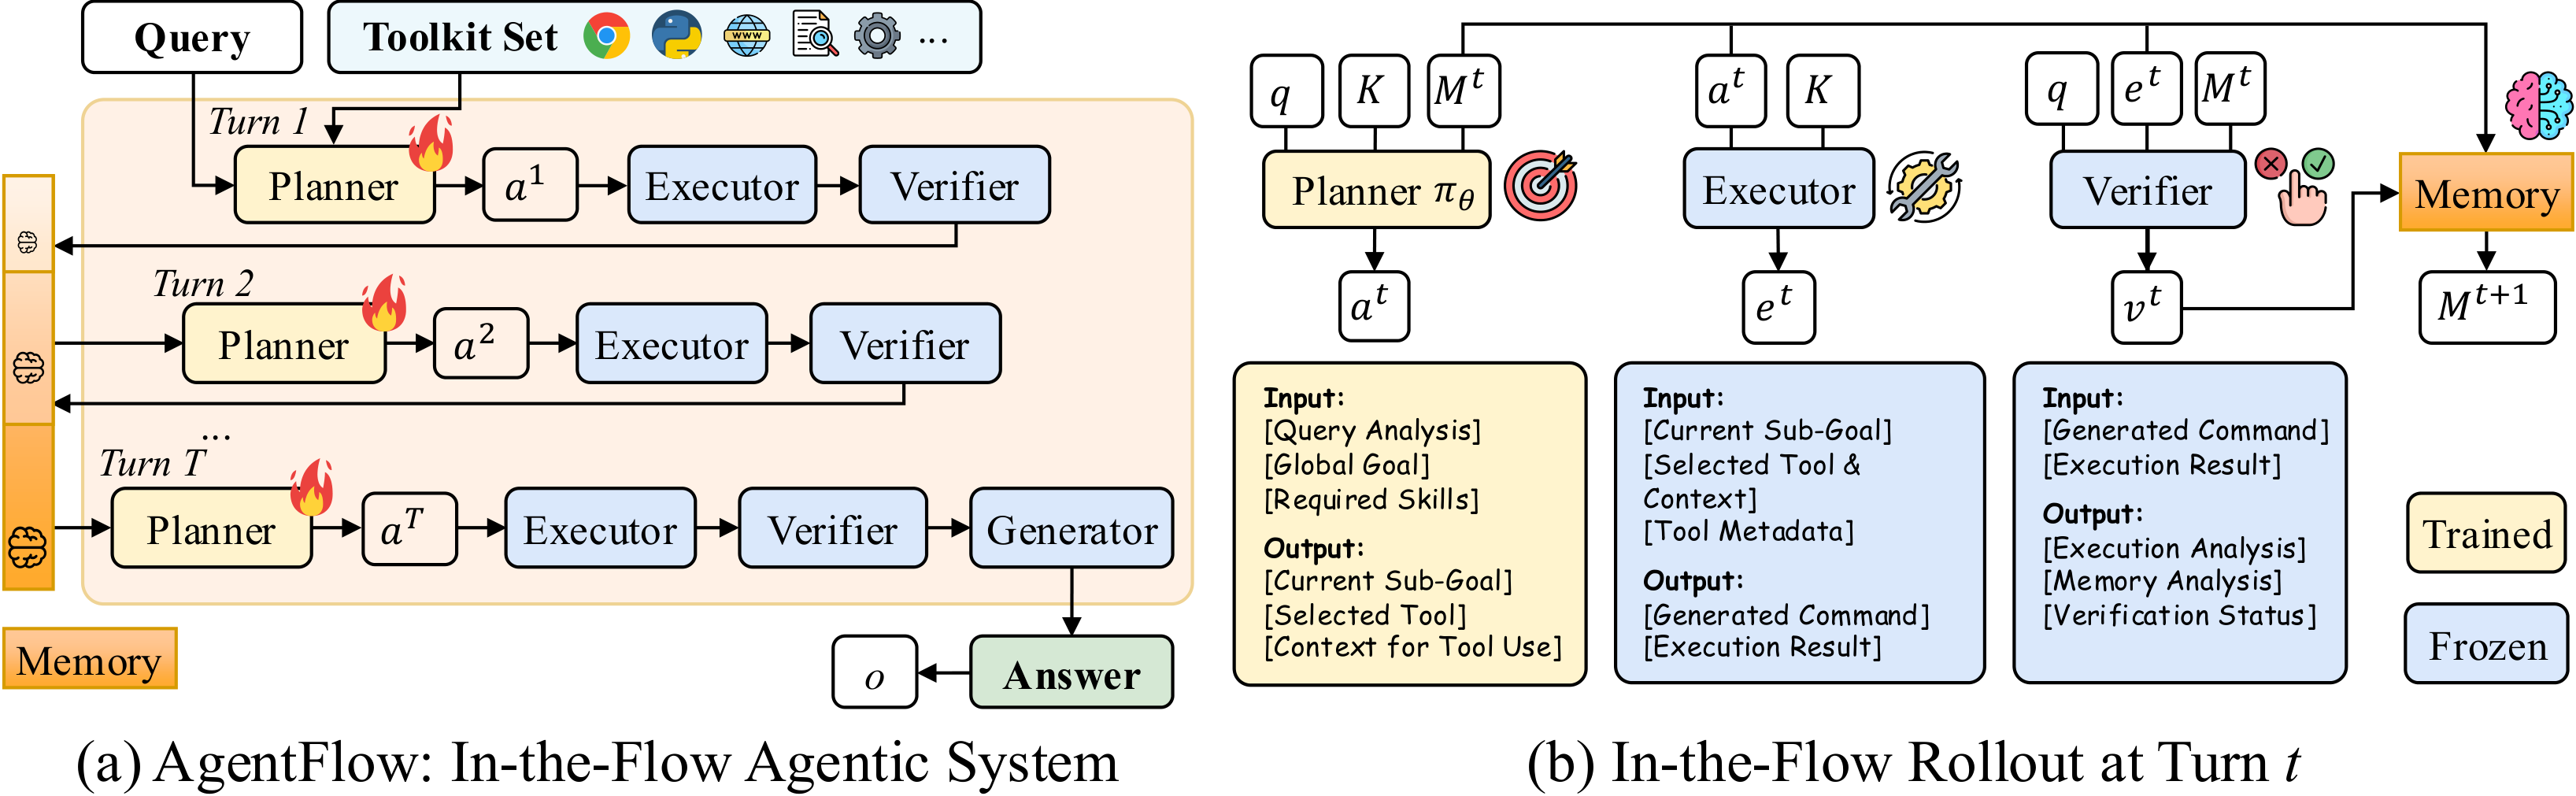 Query
Toolkit Set
WWW
...
Turn 1
Planner
a^1
Executor
Verifier
Turn 2
Planner
a^2
Executor
Verifier
...
Turn T
Planner
a^T
Executor
Verifier
Generator
Memory
o
Answer
(a) AgentFlow: In-the-Flow Agentic System
q
K
M^t
a^t
K
q
e^t
M^t
Planner π_θ
Executor
Verifier
Memory
a^t
e^t
v^t
M^{t+1}
Input:
[Query Analysis]
[Global Goal]
[Required Skills]
Output:
[Current Sub-Goal]
[Selected Tool]
[Context for Tool Use]
Input:
[Current Sub-Goal]
[Selected Tool &
Context]
[Tool Metadata]
Output:
[Generated Command]
[Execution Result]
Input:
[Generated Command]
[Execution Result]
Output:
[Execution Analysis]
[Memory Analysis]
[Verification Status]
Trained
Frozen
(b) In-the-Flow Rollout at Turn t